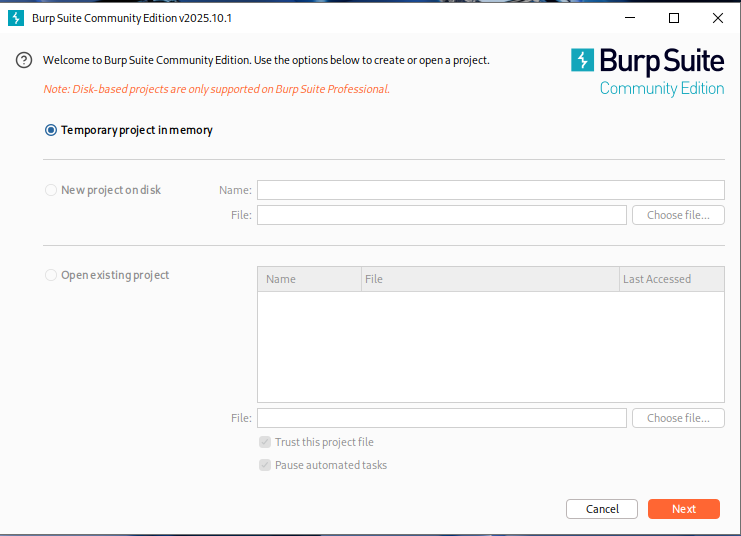 Burp Suite Community Edition v2025.10.1
Welcome to Burp Suite Community Edition. Use the options below to create or open a project.
Note: Disk-based projects are only supported on Burp Suite Professional.
Burp Suite
Community Edition
Temporary project in memory
New project on disk
Name:
File:
Choose file...
Open existing project
Name
File
Last Accessed
File:
Choose file...
Trust this project file
Pause automated tasks
Cancel
Next